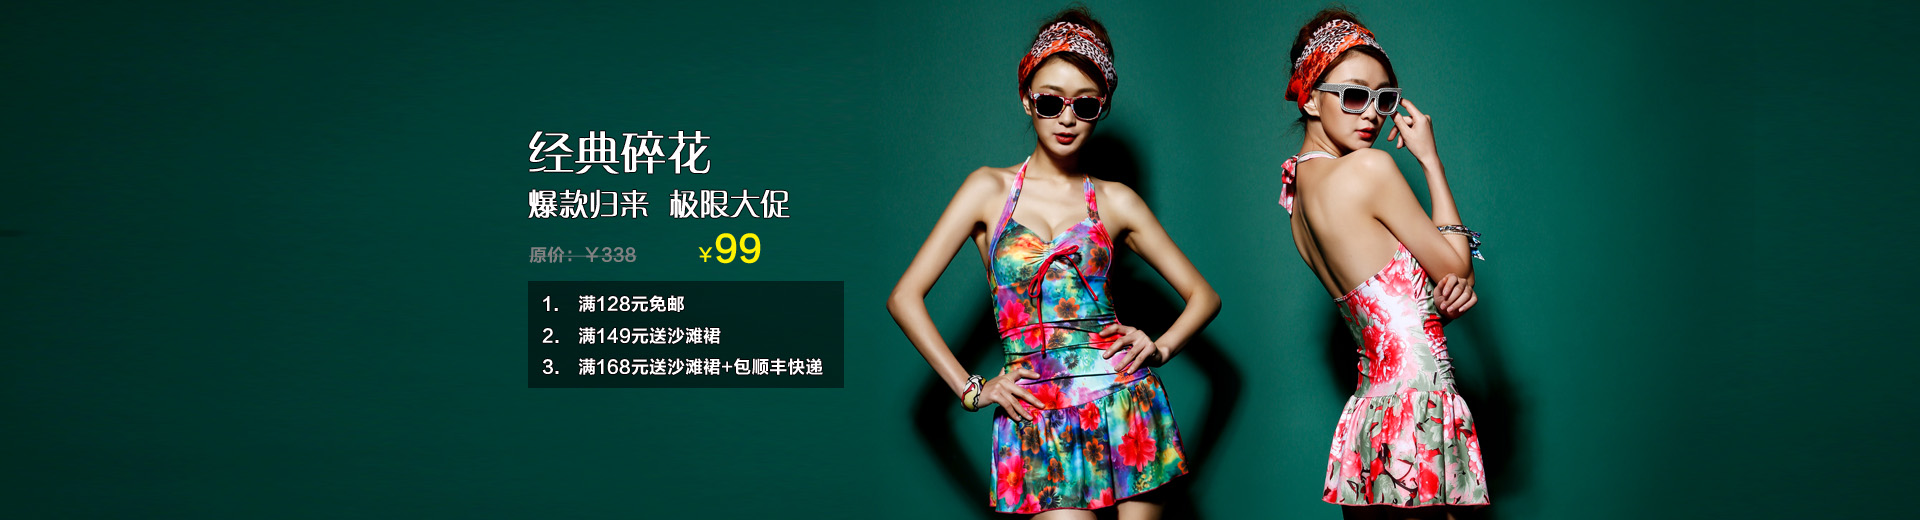 经典碎花
爆款归来 极限大促
原价：￥338 ￥99
1. 满128元免邮
2. 满149元送沙滩裙
3. 满168元送沙滩裙+包顺丰快递